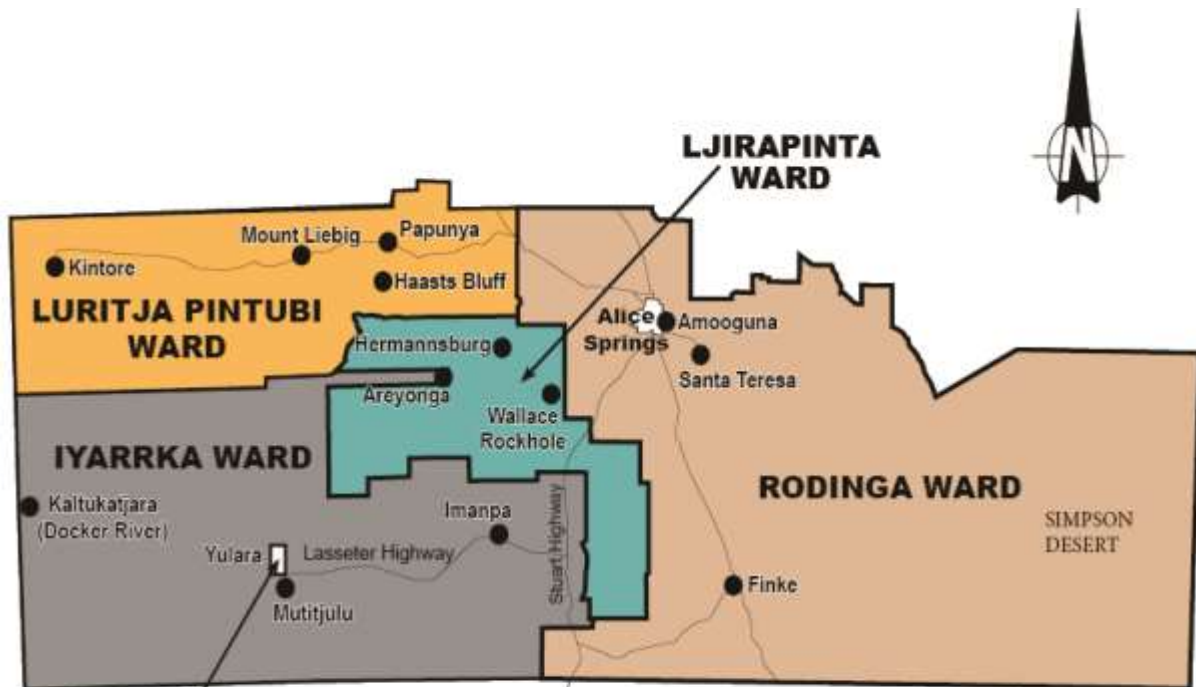 N
LJIRAPINTA
WARD
Mount Liebig
Papunya
Kintore
Haasts Bluff
LURITJA PINTUBI
WARD
Alice
Springs
Amooguna
Hermannsburg
Santa Teresa
Areyonga
Wallace
Rockhole
IYARRKA WARD
RODINGA WARD
Kaltukatjara
(Docker River)
Imanpa
SIMPSON
DESERT
Yulara
Lasseter Highway
Stuart Highway
Mutitjulu
Finke